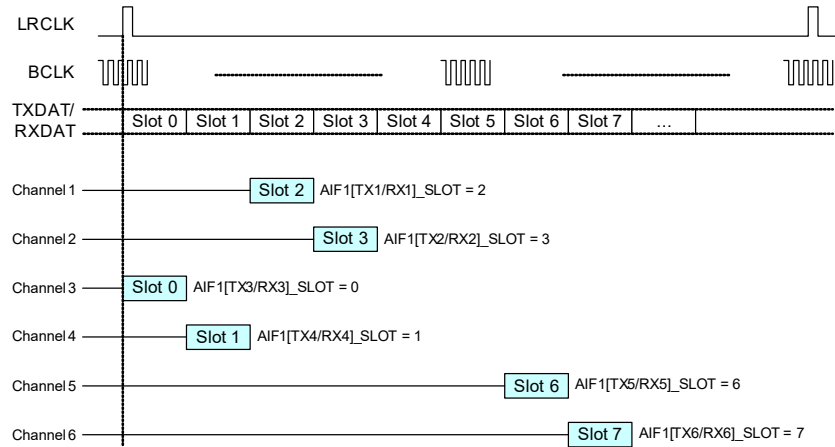 LRCLK
BCLK
TXDAT/
RXDAT
Slot 0 Slot 1 Slot 2 Slot 3 Slot 4 Slot 5 Slot 6 Slot 7 ...
Channel 1 Slot 2 AIF1[TX1/RX1]_SLOT = 2
Channel 2 Slot 3 AIF1[TX2/RX2]_SLOT = 3
Channel 3 Slot 0 AIF1[TX3/RX3]_SLOT = 0
Channel 4 Slot 1 AIF1[TX4/RX4]_SLOT = 1
Channel 5 Slot 6 AIF1[TX5/RX5]_SLOT = 6
Channel 6 Slot 7 AIF1[TX6/RX6]_SLOT = 7